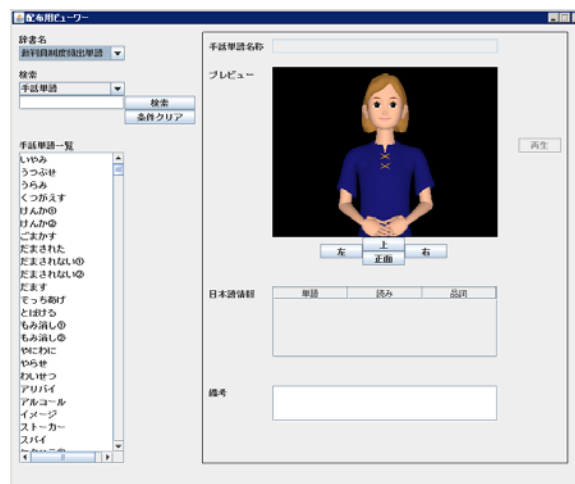 配布用ビューワー
辞書名
裁判員制度頻出単語
検索
手話単語
検索
条件クリア
手話単語一覧
いやみ
うつぶせ
うらみ
くつがえす
けんか①
けんか②
ごまかす
だまされた
だまされない①
だまされない②
だます
でっちあげ
とぼける
もみ消し①
もみ消し②
やにわに
やらせ
わいせつ
アリバイ
アルコール
イメージ
ストーカー
スパイ
手話単語名称
プレビュー
再生
上
左
右
正面
日本語情報
単語 読み 品詞
備考